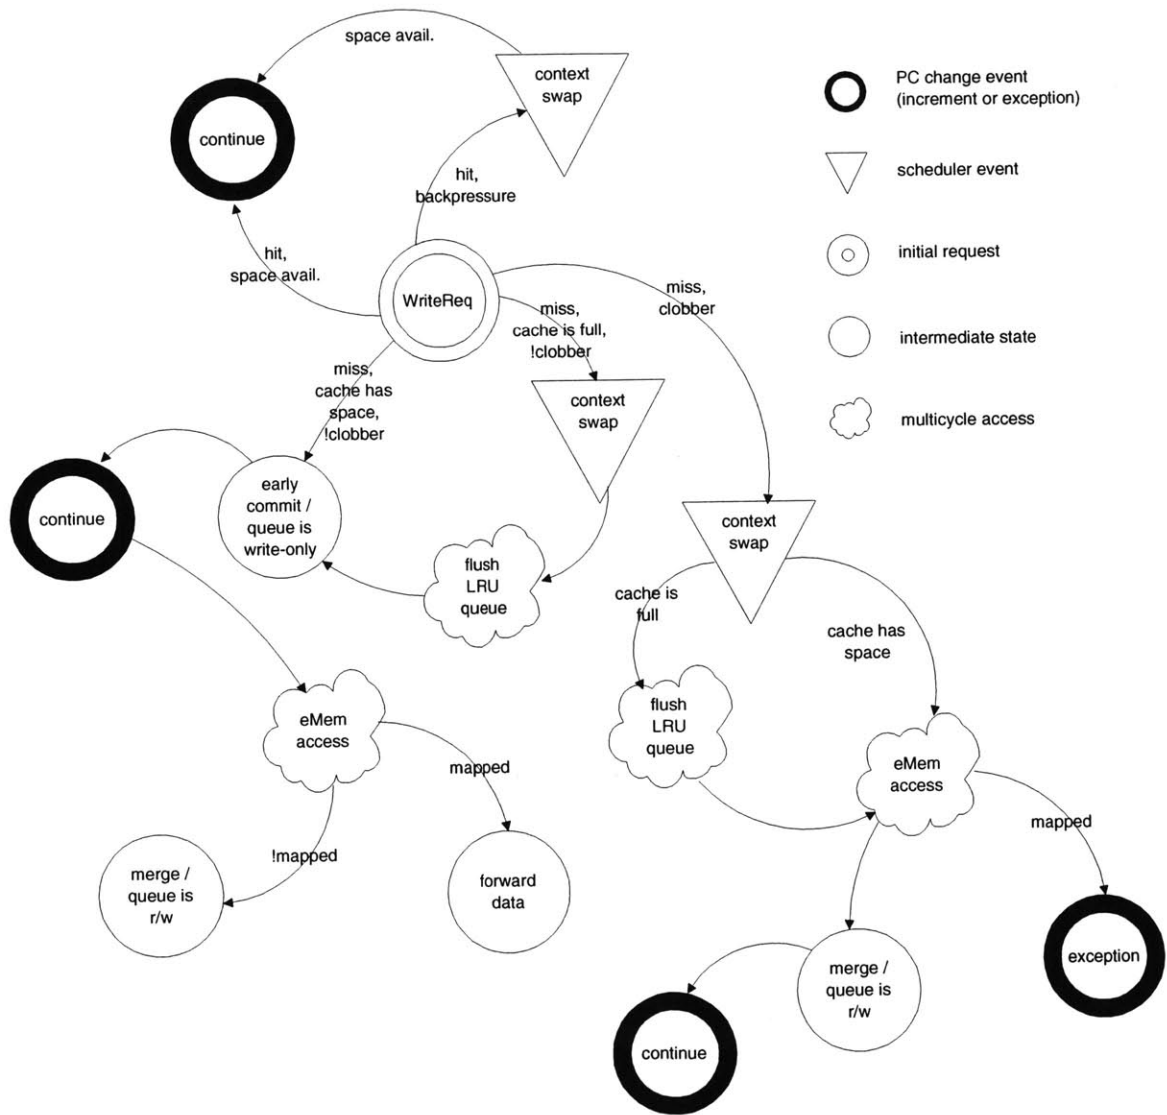 space avail.
context
swap
continue
hit,
backpressure
hit,
space avail.
WriteReq
miss,
clobber
miss,
cache is full,
!clobber
miss,
cache has
space,
!clobber
context
swap
early
commit /
queue is
write-only
continue
flush
LRU
queue
context
swap
cache is
full
cache has
space
eMem
access
mapped
!mapped
merge /
queue is
r/w
forward
data
flush
LRU
queue
eMem
access
mapped
exception
merge /
queue is
r/w
continue
PC change event
(increment or exception)
scheduler event
initial request
intermediate state
multicycle access